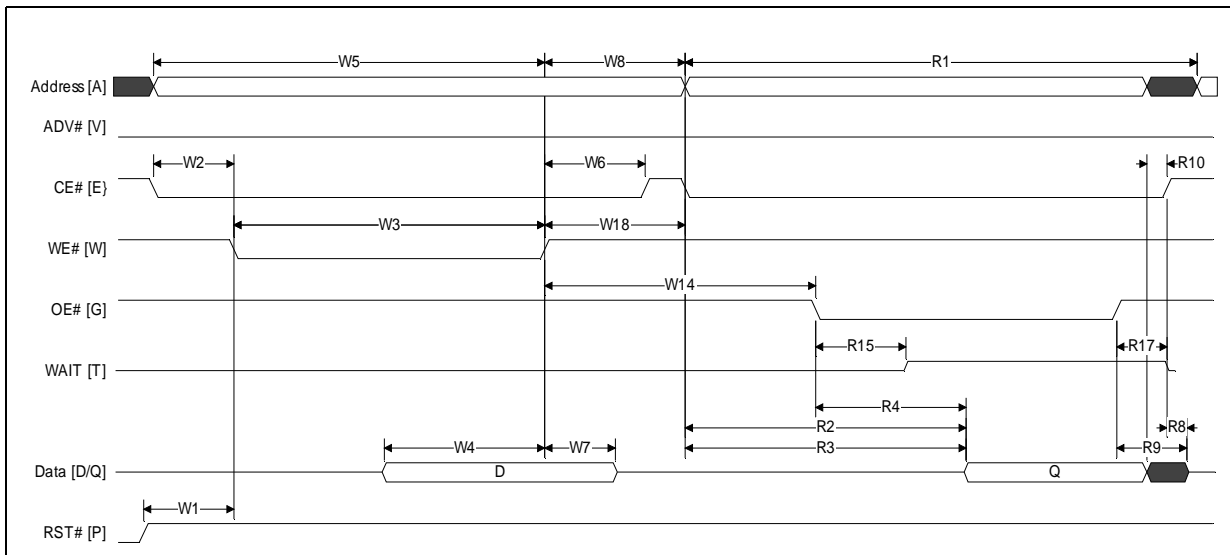 W5 W8 R1
Address [A]
ADV# [V]
W2 W6 R10
CE# [E}
W3 W18
WE# [W]
W14
OE# [G]
R15 R17
WAIT [T]
R4
R2 R8
R3
W4 W7 R9
Data [D/Q] D Q
W1
RST# [P]